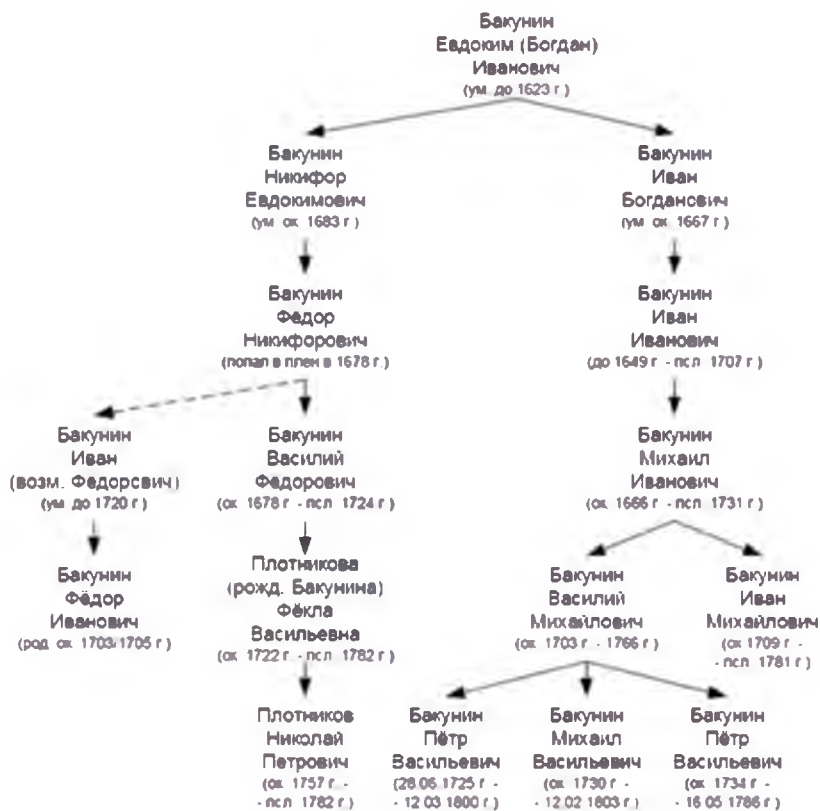 Бакунин
Евдоким (Богдан)
Иванович
(ум. до 1623 г.)
Бакунин
Никифор
Евдокимович
(ум. ок. 1683 г.)
Бакунин
Иван
Богданович
(ум. ок. 1667 г.)
Бакунин
Фёдор
Никифорович
(попал в плен в 1678 г.)
Бакунин
Иван
Иванович
(до 1649 г. - псл. 1707 г.)
Бакунин
Иван
(возм. Федорович)
(ум. до 1720 г.)
Бакунин
Василий
Федорович
(ок. 1678 г. - псл. 1724 г.)
Бакунин
Михаил
Иванович
(ок. 1666 г. - псл. 1731 г.)
Бакунин
Фёдор
Иванович
(род. ок. 1703/1705 г.)
Плотникова
(рожд. Бакунина)
Фёкла
Васильевна
(ок. 1722 г. - псл. 1782 г.)
Бакунин
Василий
Михайлович
(ок. 1703 г. - 1766 г.)
Бакунин
Иван
Михайлович
(ок. 1709 г. -
- псл. 1781 г.)
Плотников
Николай
Петрович
(ок. 1757 г. -
- псл. 1782 г.)
Бакунин
Пётр
Васильевич
(28.06.1725 г. -
- 12.03.1800 г.)
Бакунин
Михаил
Васильевич
(ок. 1730 г. -
- 12.02.1803 г.)
Бакунин
Пётр
Васильевич
(ок. 1734 г. -
- 16.05.1786 г.)